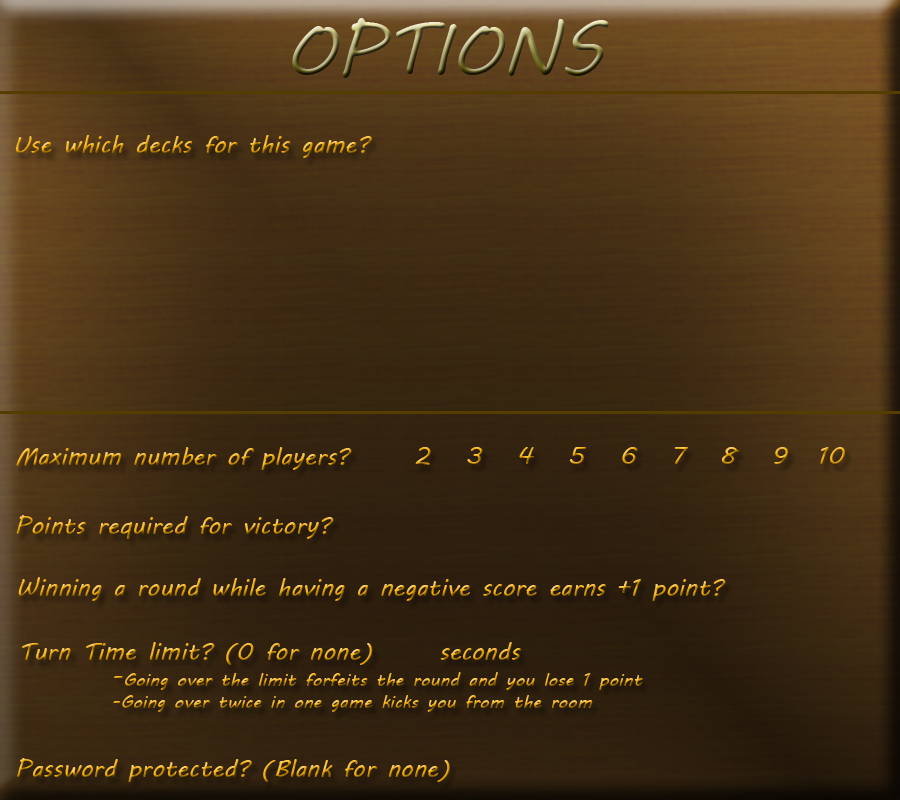 OPTIONS
Use which decks for this game?
Maximum number of players? 2 3 4 5 6 7 8 9 10
Points required for victory?
Winning a round while having a negative score earns +1 point?
Turn Time limit? (0 for none) seconds
-Going over the limit forfeits the round and you lose 1 point
-Going over twice in one game kicks you from the room
Password protected? (Blank for none)